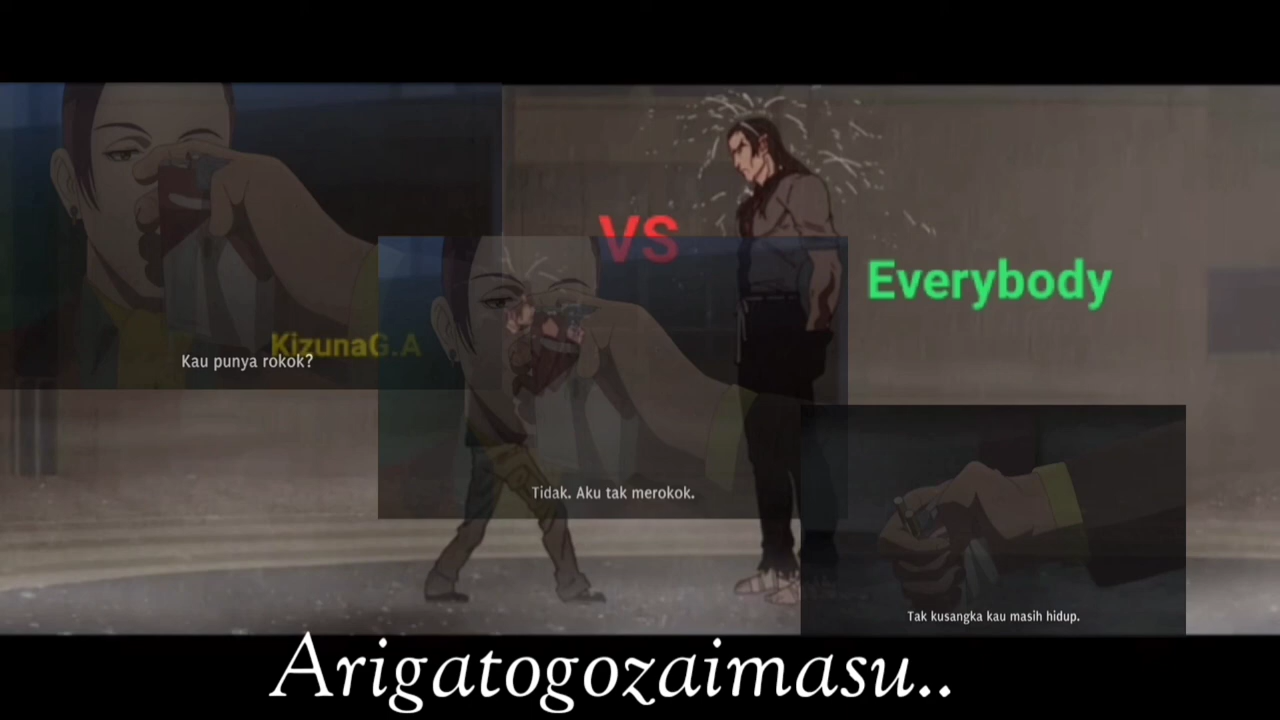 VS
Everybody
KizunaG.A
Kau punya rokok?
Tidak. Aku tak merokok.
Tak kusangka kau masih hidup.
Arigatogozaimasu..